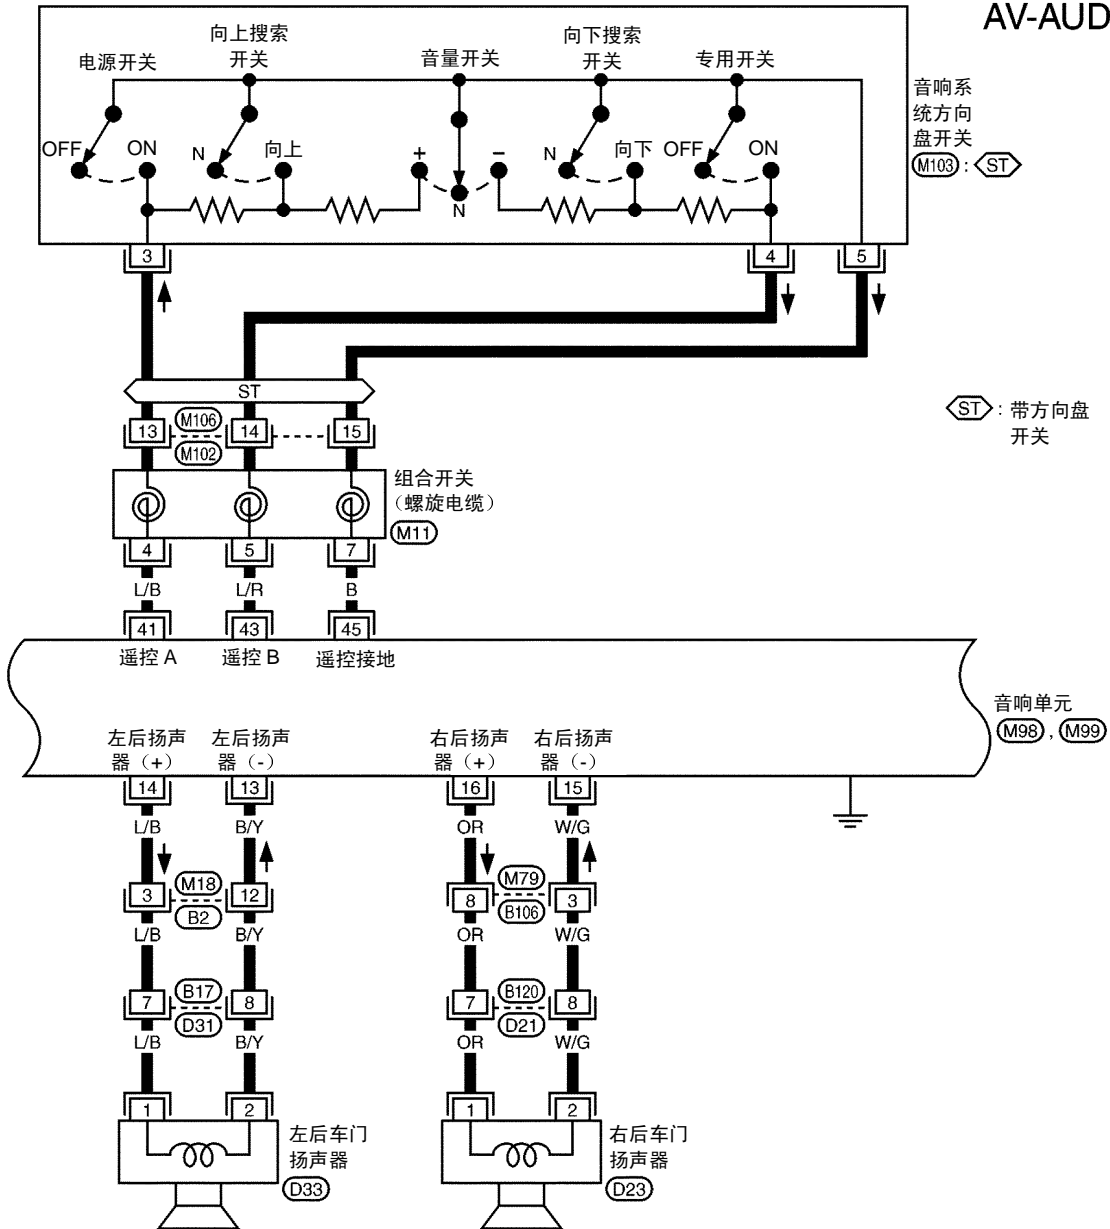 AV-AUD
向上搜索
开关
向下搜索
开关
电源开关
音量开关
专用开关
音响系
统方向
盘开关
M103 : ST
OFF ON N 向上 + - N 向下 OFF ON
N
3 4 5
ST
ST : 带方向盘
开关
M106
13 14 15
M102
组合开关
（螺旋电缆）
M11
4 5 7
L/B L/R B
41 43 45
遥控 A 遥控 B 遥控接地
音响单元
M98 , M99
左后扬声
器（+）
左后扬声
器（-）
右后扬声
器（+）
右后扬声
器（-）
14 13 16 15
L/B B/Y OR W/G
M18 M79
3 12 8 3
B2 B106
L/B B/Y OR W/G
B17 B120
7 8 7 8
D31 D21
L/B B/Y OR W/G
1 2 1 2
左后车门
扬声器
D33
右后车门
扬声器
D23